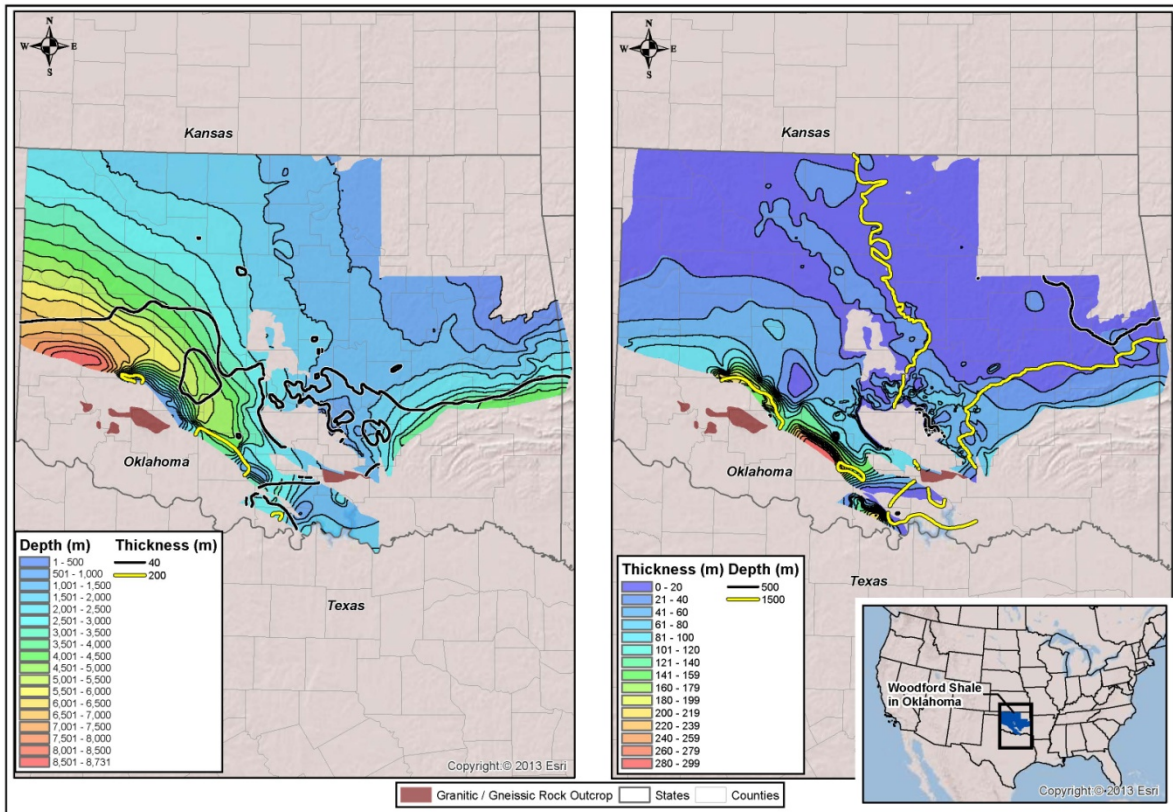 N
W E
S
Kansas
Oklahoma
Texas
Depth (m) Thickness (m)
1 - 500 40
501 - 1,000 200
1,001 - 1,500
1,501 - 2,000
2,001 - 2,500
2,501 - 3,000
3,001 - 3,500
3,501 - 4,000
4,001 - 4,500
4,501 - 5,000
5,001 - 5,500
5,501 - 6,000
6,001 - 6,500
6,501 - 7,000
7,001 - 7,500
7,501 - 8,000
8,001 - 8,500
8,501 - 8,731
Copyright:© 2013 Esri
N
W E
S
Kansas
Oklahoma
Texas
Thickness (m) Depth (m)
0 - 20 500
21 - 40 1500
41 - 60
61 - 80
81 - 100
101 - 120
121 - 140
141 - 159
160 - 179
180 - 199
200 - 219
220 - 239
240 - 259
260 - 279
280 - 299
Woodford Shale
in Oklahoma
Copyright:© 2013 Esri
Granitic / Gneissic Rock Outcrop States Counties